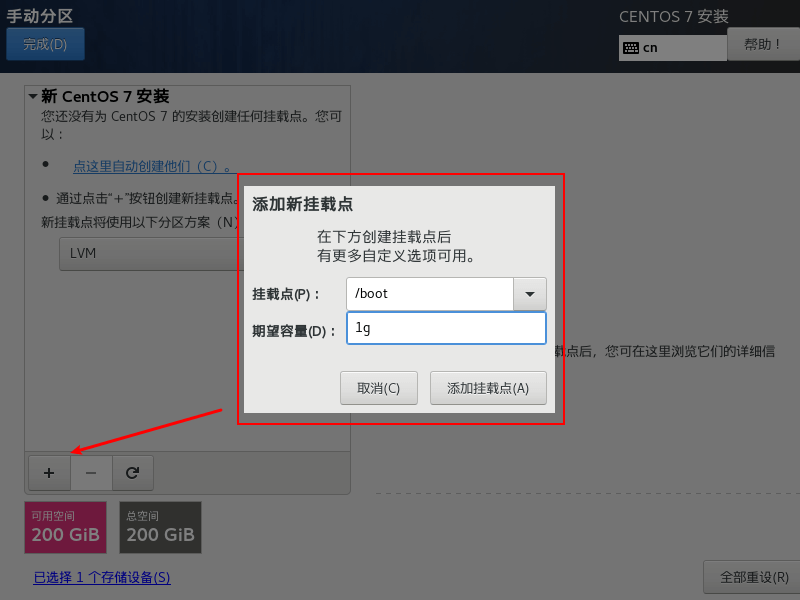 手动分区
CENTOS 7 安装
完成(D)
cn
帮助！
新 CentOS 7 安装
您还没有为 CentOS 7 的安装创建任何挂载点。您可
以：
点这里自动创建他们（C）。
通过点击“+”按钮创建新挂载点。
新挂载点将使用以下分区方案（N）
LVM
添加新挂载点
在下方创建挂载点后
有更多自定义选项可用。
挂载点(P)：
/boot
期望容量(D)：
1g
取消(C)
添加挂载点(A)
载点后，您可在这里浏览它们的详细信
+ −
可用空间
200 GiB
总空间
200 GiB
已选择 1 个存储设备(S)
全部重设(R)